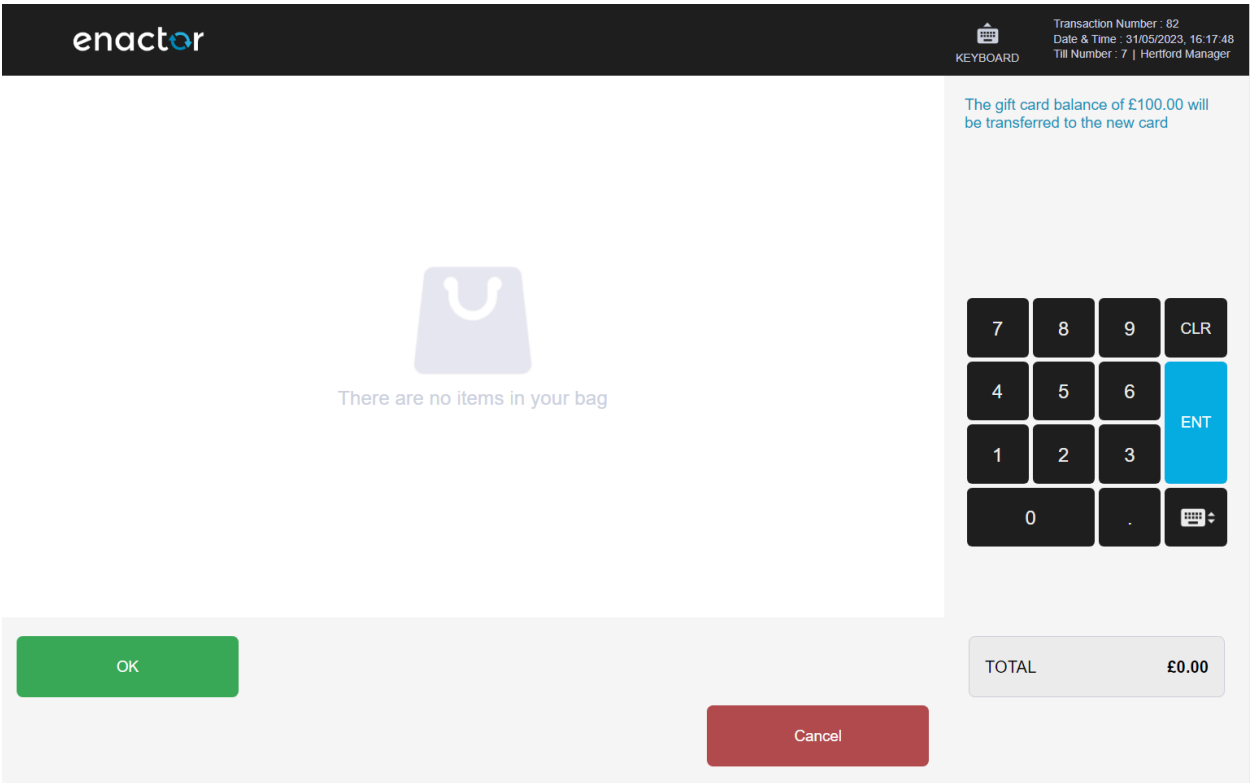 enactor
KEYBOARD
Transaction Number : 82
Date & Time : 31/05/2023, 16:17:48
Till Number : 7 | Hertford Manager
The gift card balance of £100.00 will
be transferred to the new card
There are no items in your bag
7 8 9 CLR
4 5 6
ENT
1 2 3
0 .
OK
TOTAL £0.00
Cancel